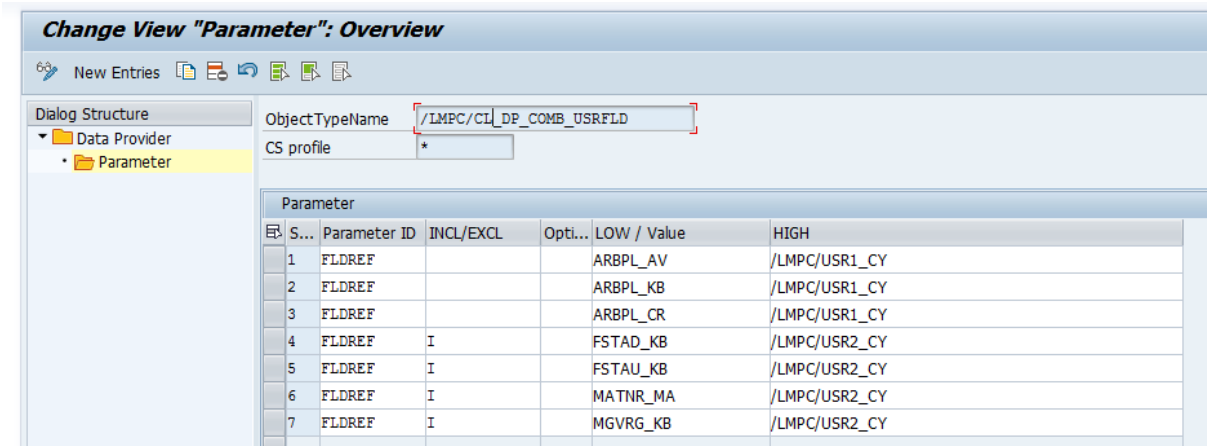 Change View "Parameter": Overview
New Entries
Dialog Structure
Data Provider
Parameter
ObjectTypeName /LMPC/CL_DP_COMB_USRFLD
CS profile *
Parameter
S... Parameter ID INCL/EXCL Opti... LOW / Value HIGH
1 FLDREF ARBPL_AV /LMPC/USR1_CY
2 FLDREF ARBPL_KB /LMPC/USR1_CY
3 FLDREF ARBPL_CR /LMPC/USR1_CY
4 FLDREF I FSTAD_KB /LMPC/USR2_CY
5 FLDREF I FSTAU_KB /LMPC/USR2_CY
6 FLDREF I MATNR_MA /LMPC/USR2_CY
7 FLDREF I MGVRG_KB /LMPC/USR2_CY